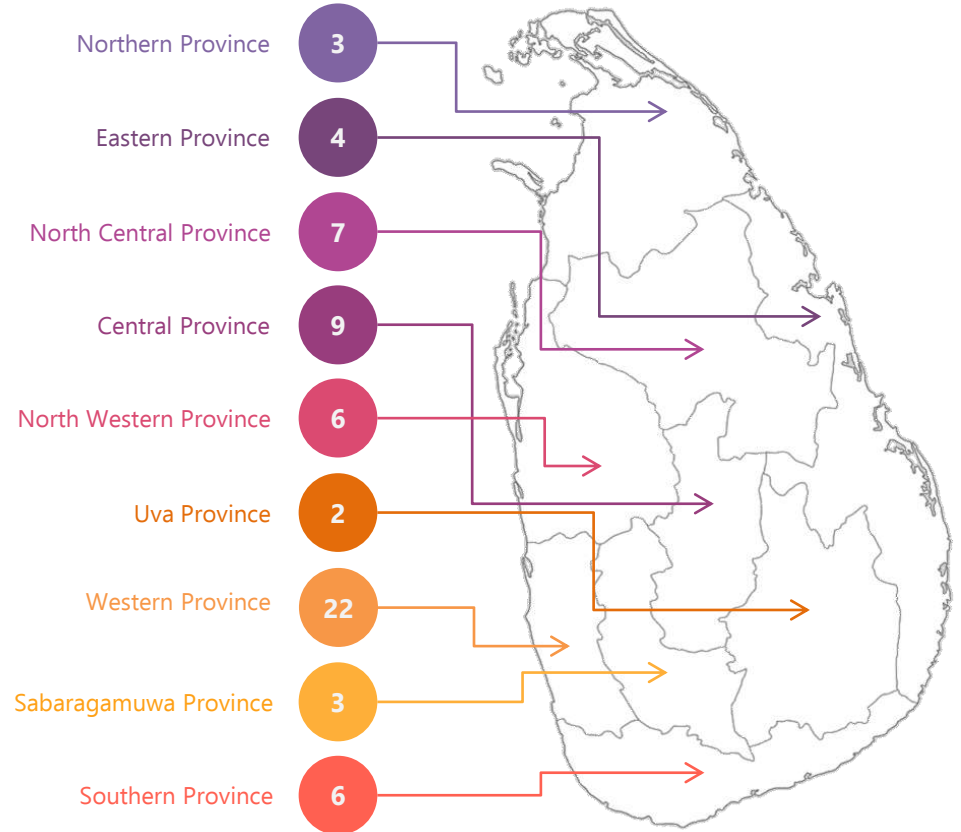 Northern Province 3
Eastern Province 4
North Central Province 7
Central Province 9
North Western Province 6
Uva Province 2
Western Province 22
Sabaragamuwa Province 3
Southern Province 6